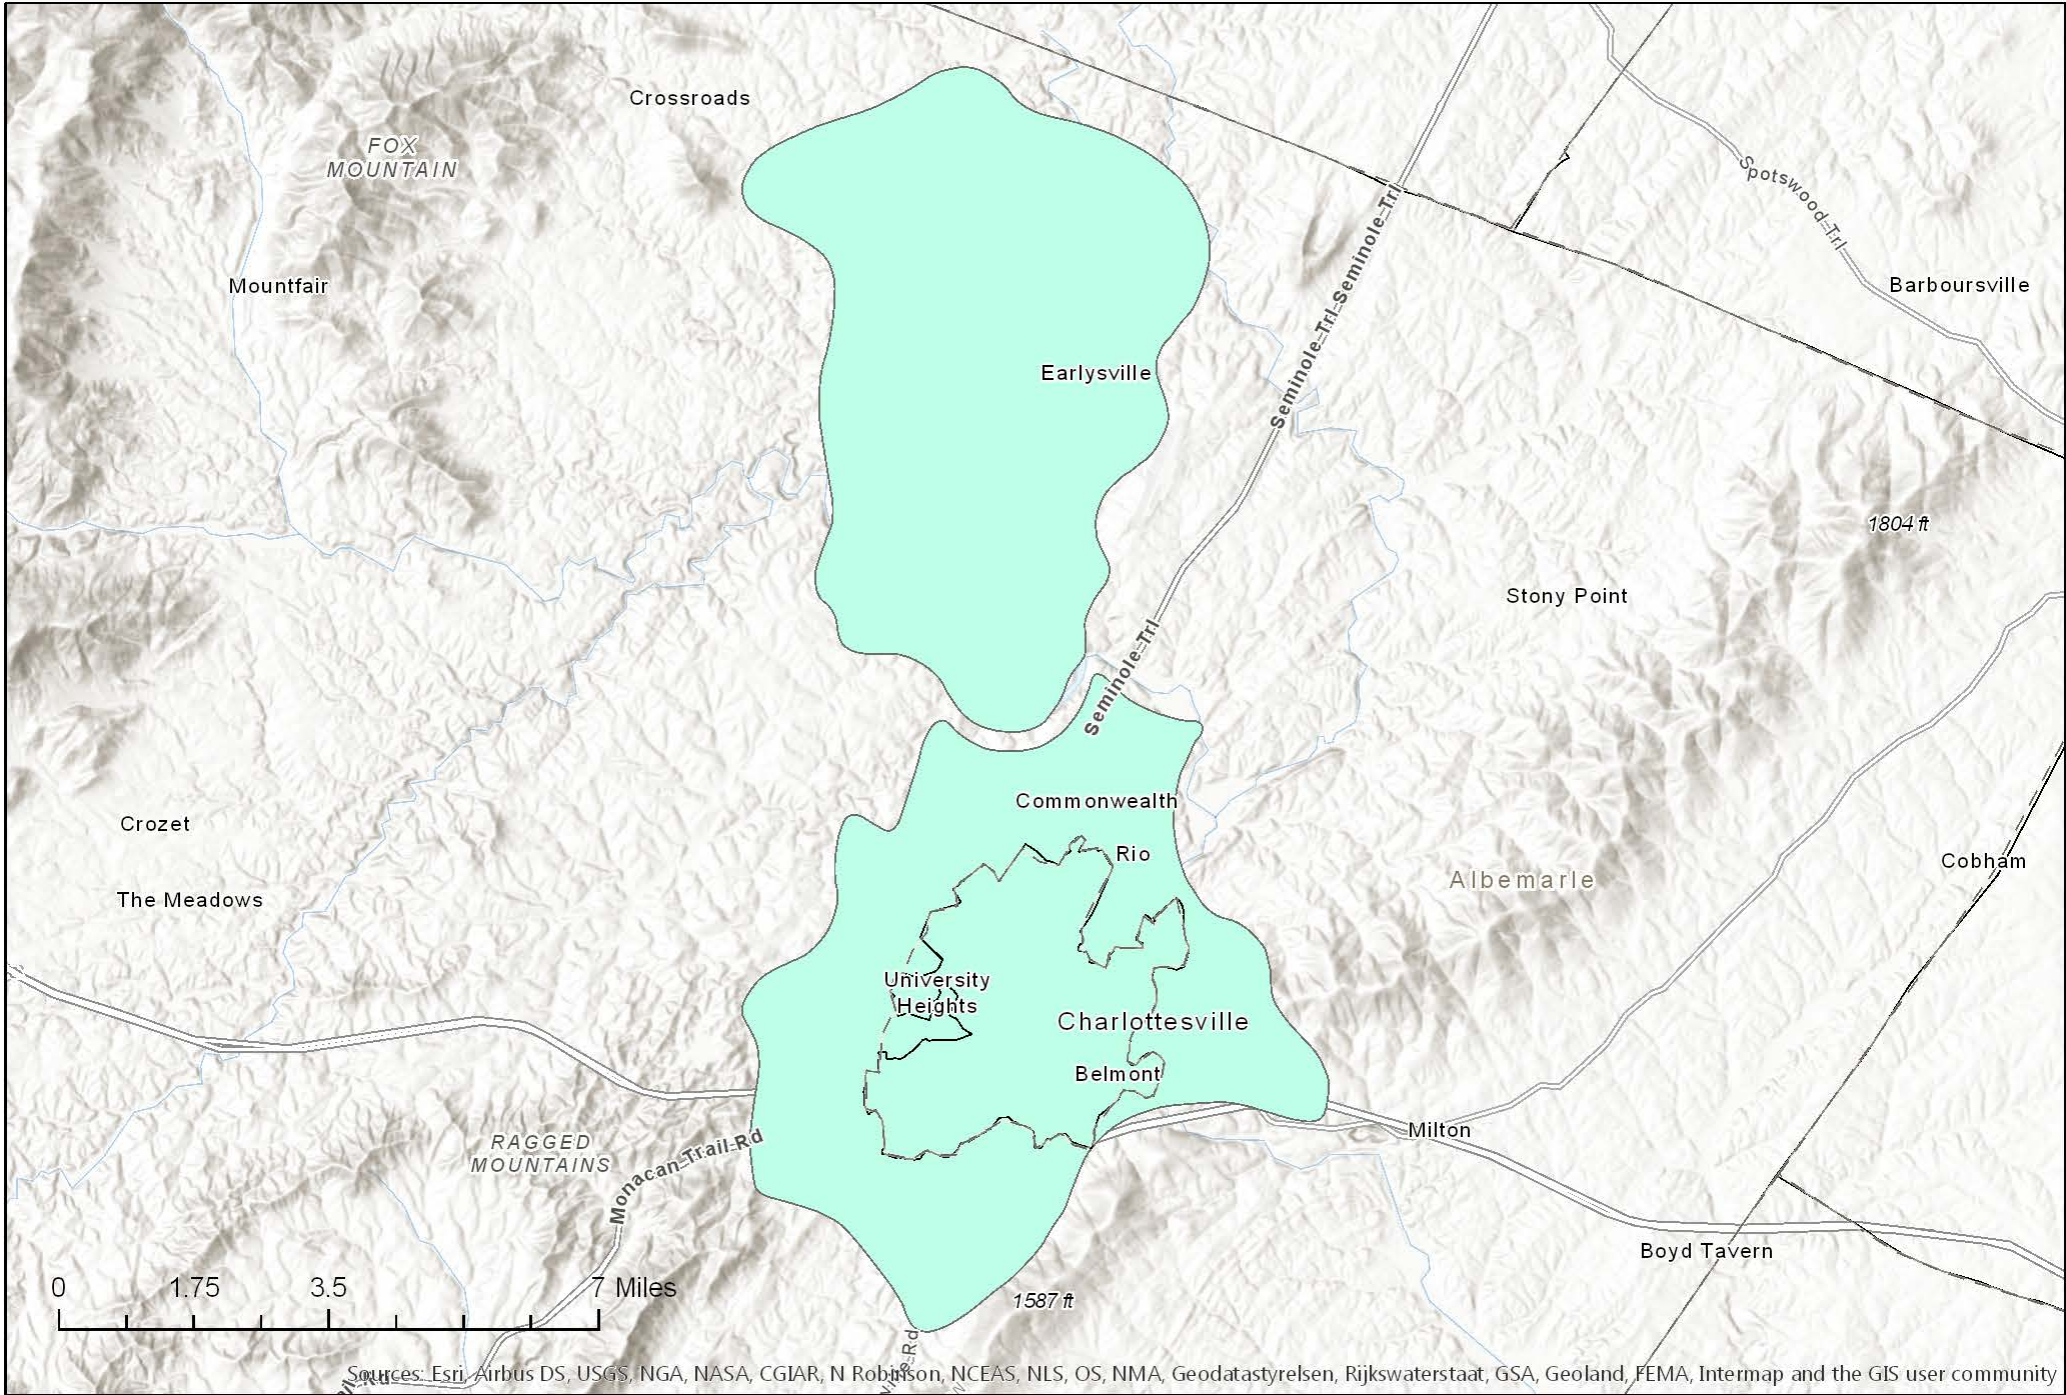 Crossroads
FOX
MOUNTAIN
Spotswood Trl
Seminole-Trl
Mountfair
Barboursville
Seminole-Trl
Earlysville
1804 ft
Stony Point
Seminole-Trl
Commonwealth
Crozet
Rio
Cobham
Albemarle
The Meadows
University
Heights
Charlottesville
Belmont
Milton
RAGGED
MOUNTAINS
Monacan-Trail-Rd
Boyd Tavern
0 1.75 3.5 7 Miles
1587 ft
Sources: Esri, Airbus DS, USGS, NGA, NASA, CGIAR, N Robinson, NCEAS, NLS, OS, NMA, Geodatastyrelsen, Rijkswaterstaat, GSA, Geoland, FEMA, Intermap and the GIS user community